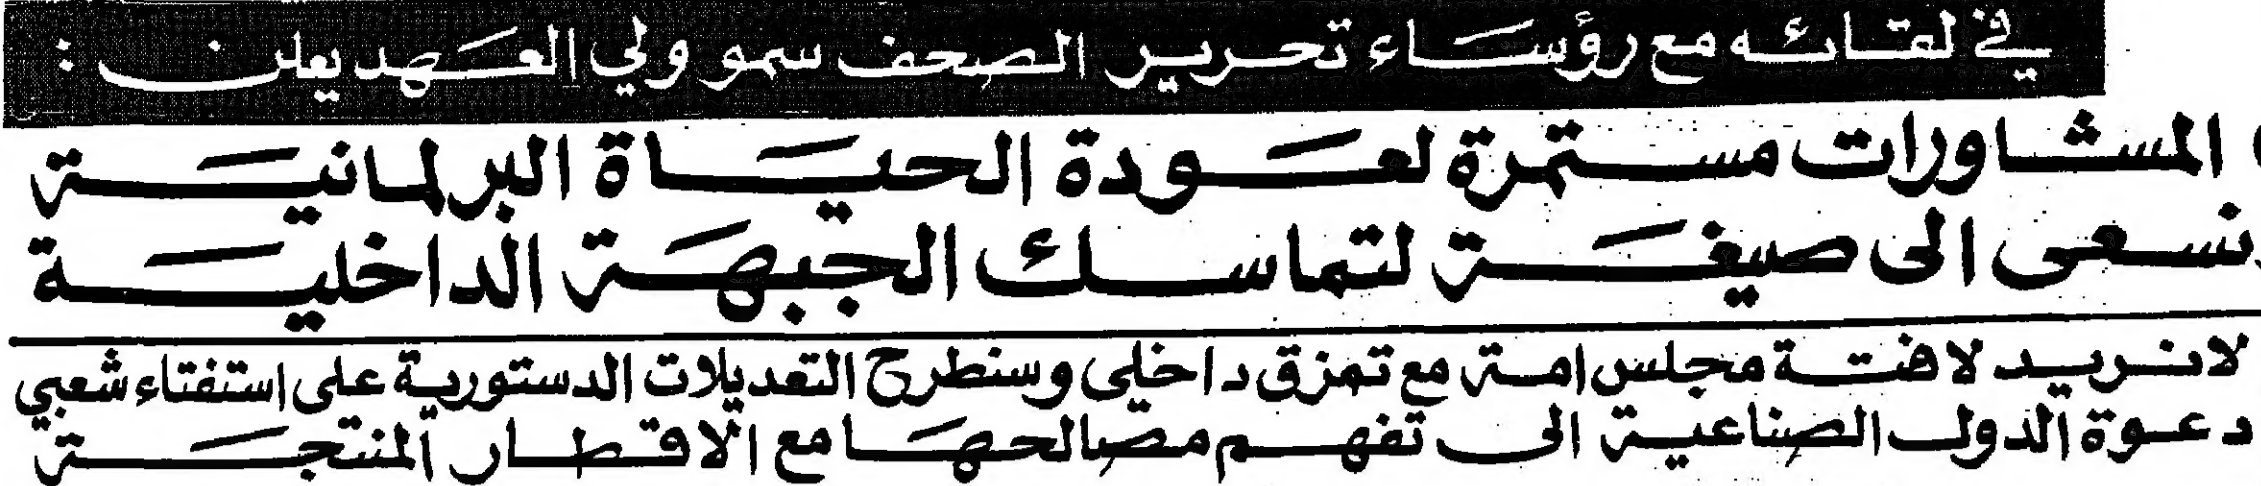 في لقائه مع رؤساء تحرير الصحف سمو ولي العهد يعلن :
المشاورات مستمرة لعودة الحياة البرلمانية
ونسعى الى صيغة لتماسك الجبهة الداخلية
لا نريد لافتة مجلس امة مع تمزق داخلي وسنطرح التعديلات الدستورية على استفتاء شعبي
دعوة الدول الصناعية الى تفهم مصالحها مع الاقطار المنتجة